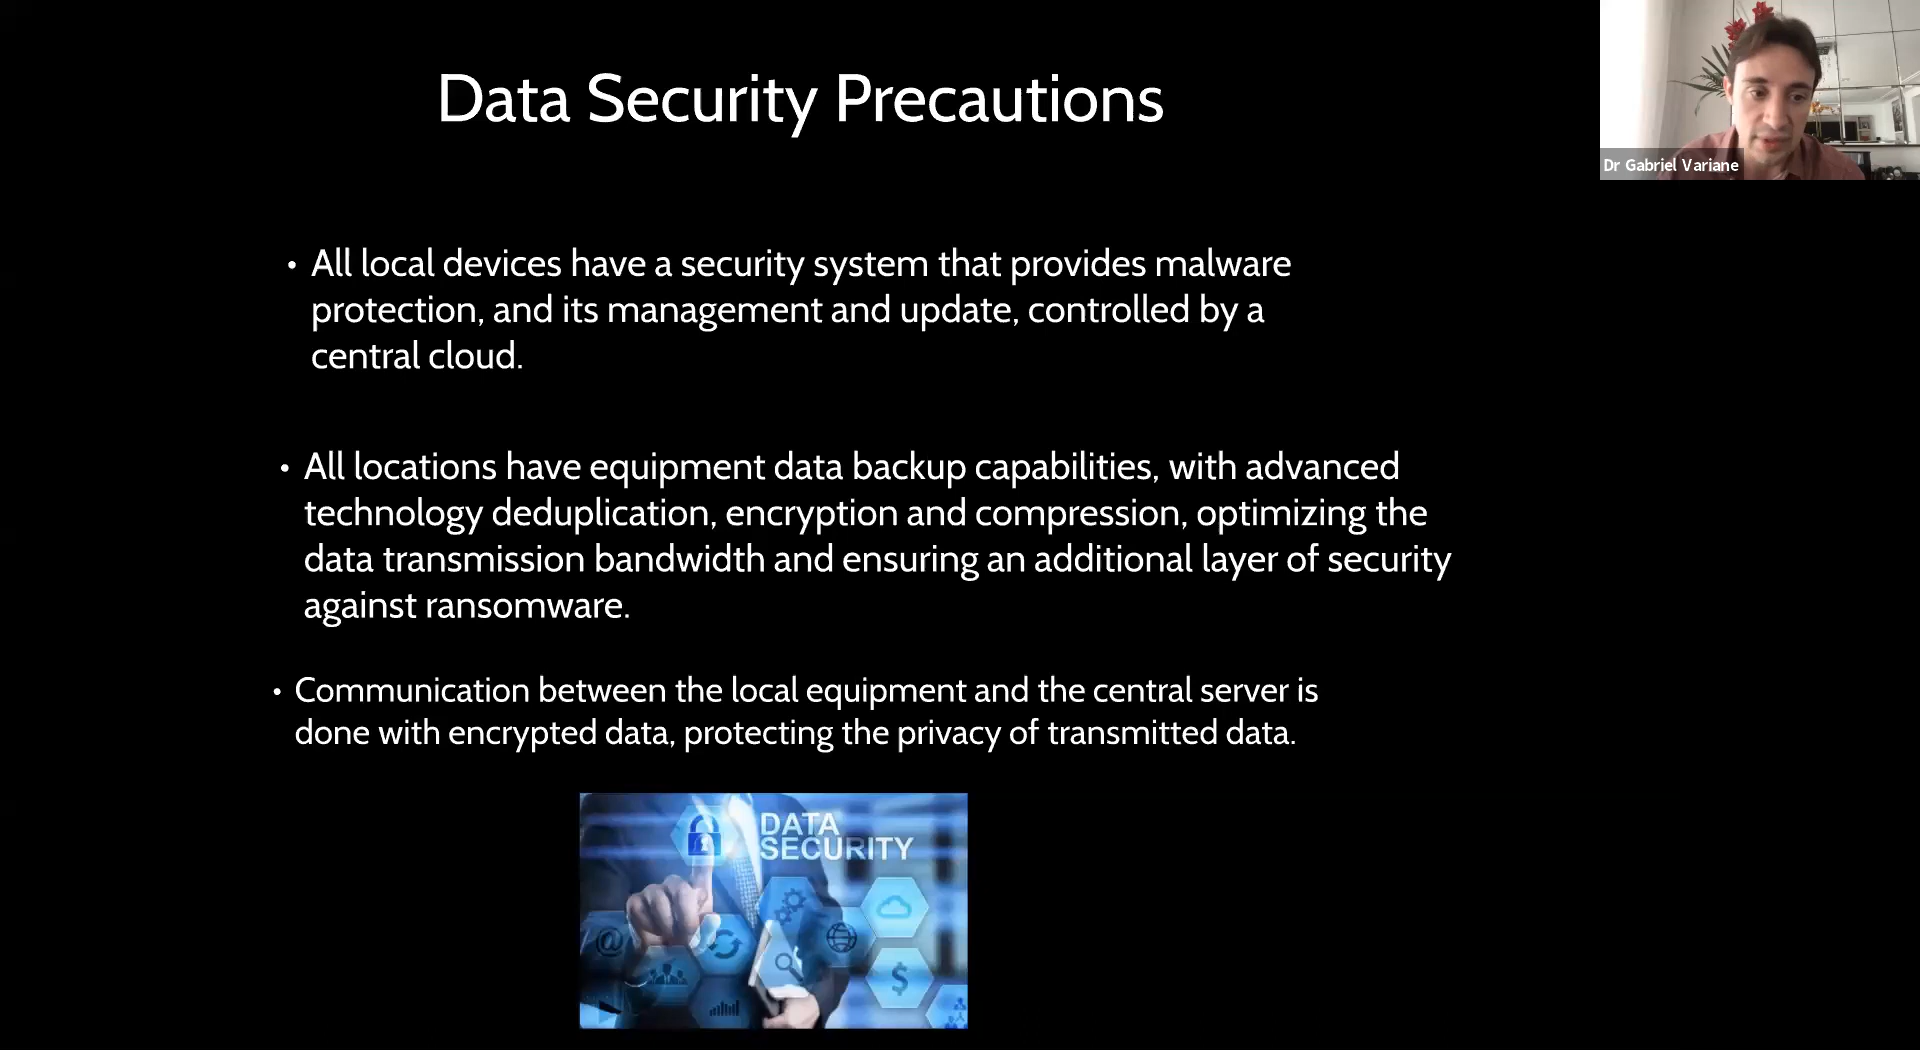 Data Security Precautions
Dr Gabriel Variane
• All local devices have a security system that provides malware
protection, and its management and update, controlled by a
central cloud.
• All locations have equipment data backup capabilities, with advanced
technology deduplication, encryption and compression, optimizing the
data transmission bandwidth and ensuring an additional layer of security
against ransomware.
• Communication between the local equipment and the central server is
done with encrypted data, protecting the privacy of transmitted data.
DATA
SECURITY
@
$